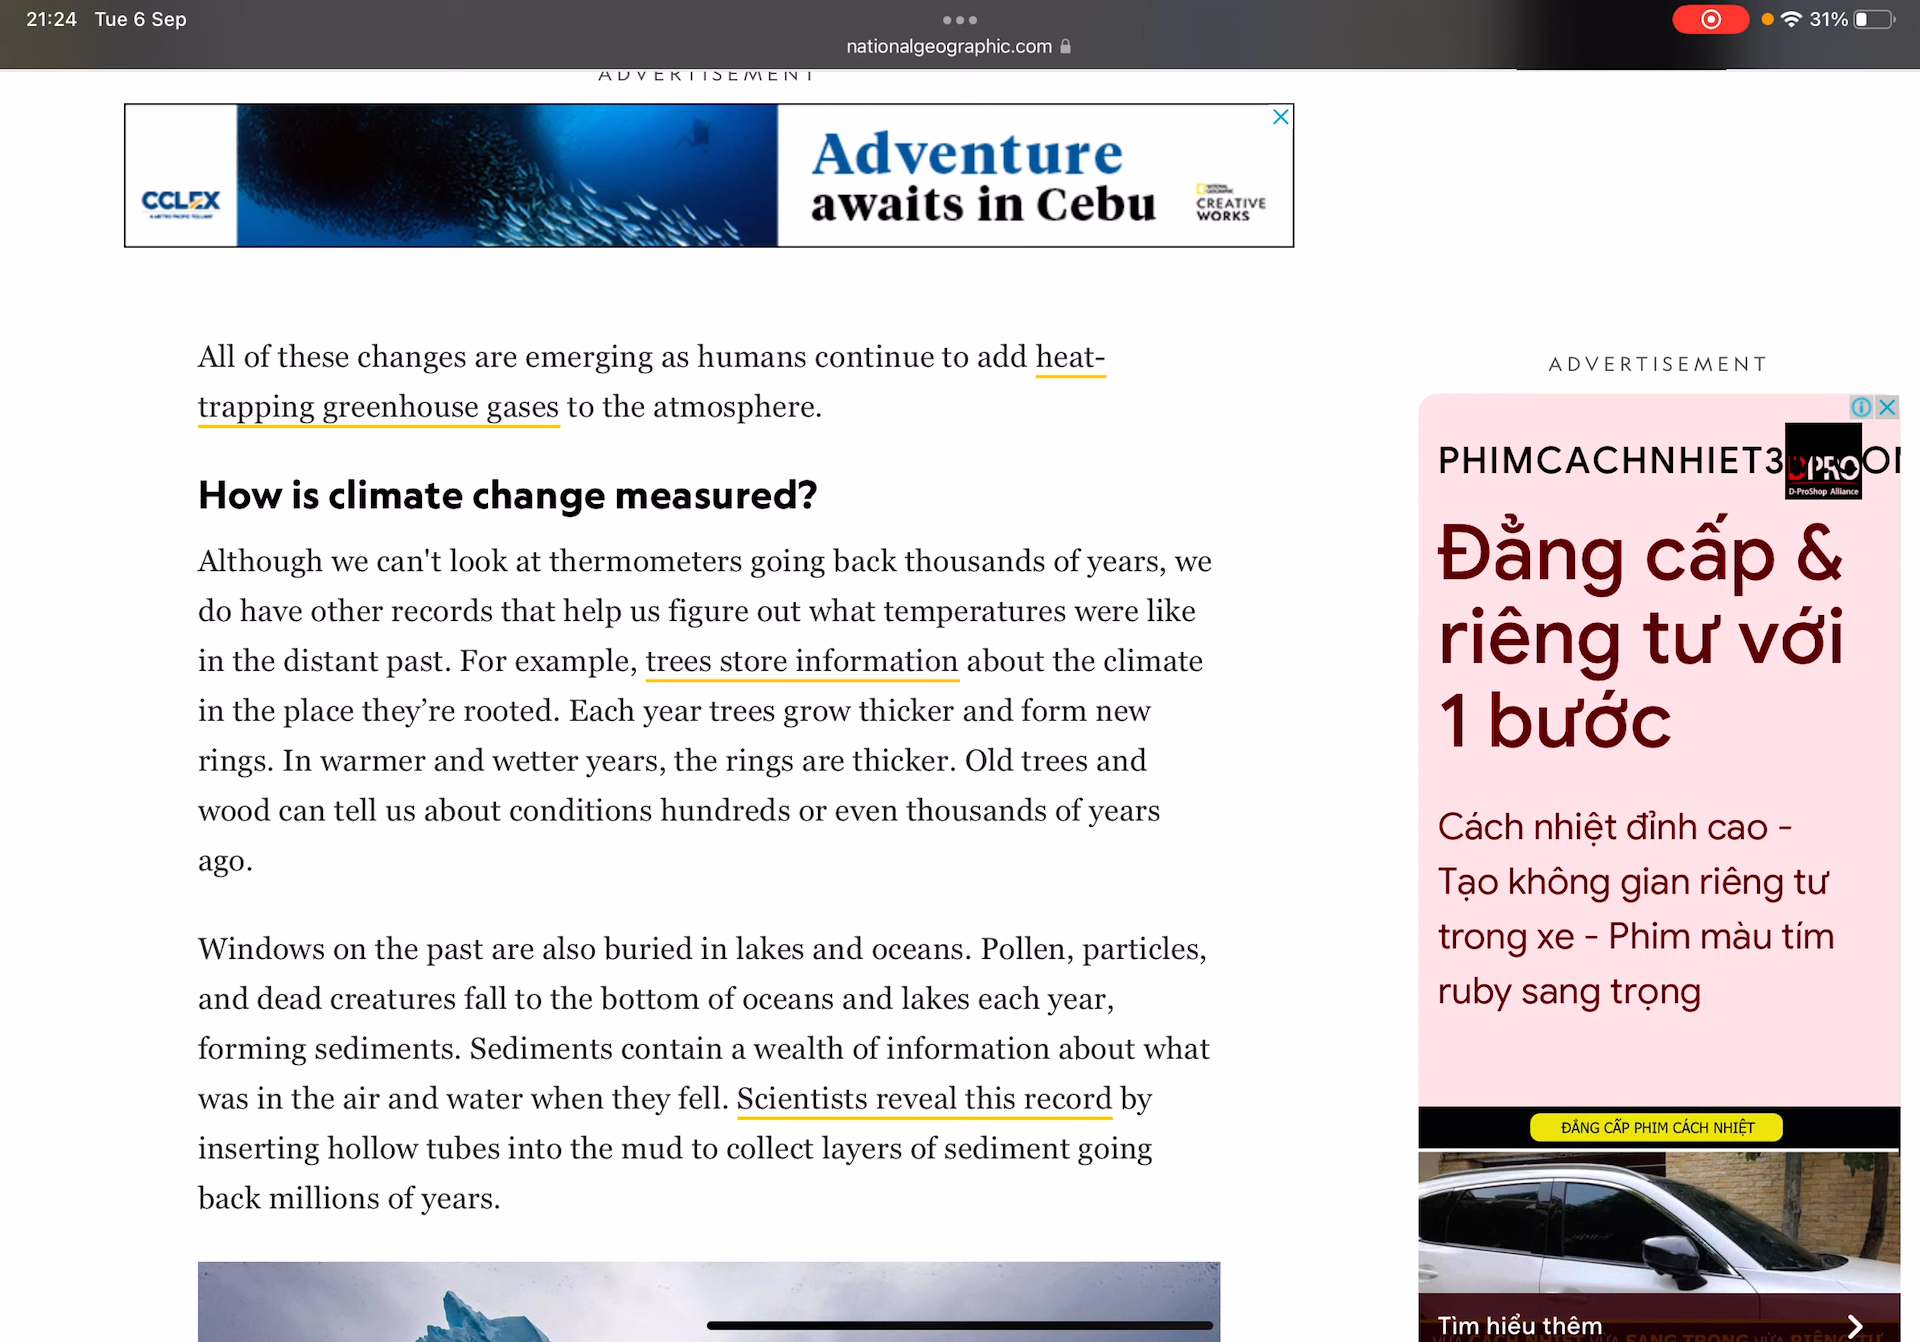 21:24 Tue 6 Sep
31%
nationalgeographic.com
ADVERTISEMENT
CCLEX
Adventure
awaits in Cebu
NATIONAL GEOGRAPHIC
CREATIVE
WORKS
All of these changes are emerging as humans continue to add heat-
trapping greenhouse gases to the atmosphere.
How is climate change measured?
Although we can't look at thermometers going back thousands of years, we
do have other records that help us figure out what temperatures were like
in the distant past. For example, trees store information about the climate
in the place they’re rooted. Each year trees grow thicker and form new
rings. In warmer and wetter years, the rings are thicker. Old trees and
wood can tell us about conditions hundreds or even thousands of years
ago.
Windows on the past are also buried in lakes and oceans. Pollen, particles,
and dead creatures fall to the bottom of oceans and lakes each year,
forming sediments. Sediments contain a wealth of information about what
was in the air and water when they fell. Scientists reveal this record by
inserting hollow tubes into the mud to collect layers of sediment going
back millions of years.
ADVERTISEMENT
PHIMCACHNHIET3
DPRO
D-ProShop Alliance
Đẳng cấp &
riêng tư với
1 bước
Cách nhiệt đỉnh cao -
Tạo không gian riêng tư
trong xe - Phim màu tím
ruby sang trọng
ĐẲNG CẤP PHIM CÁCH NHIỆT
Tìm hiểu thêm